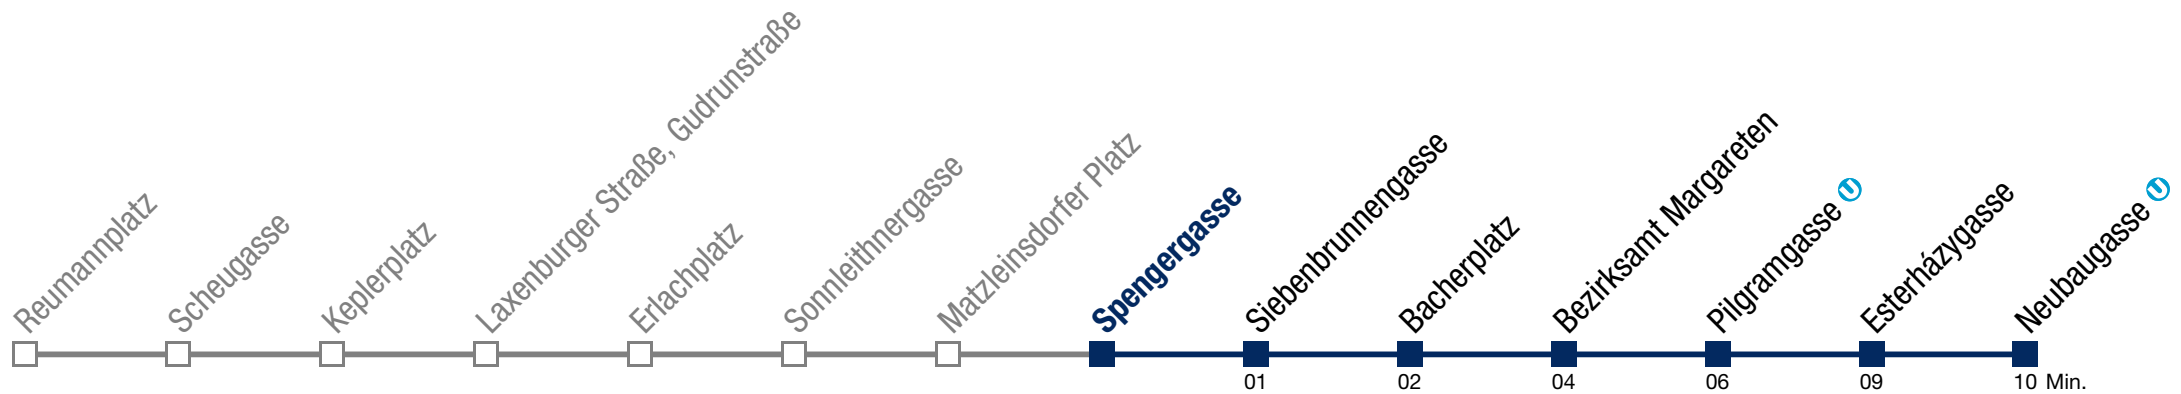 Reumannplatz
Scheugasse
Keplerplatz
Laxenburger Straße, Gudrunstraße
Erlachplatz
Sonnleithnergasse
Matzleinsdorfer Platz
Spengergasse
Siebenbrunnengasse
Bacherplatz
Bezirksamt Margareten
Pilgramgasse U
Esterházygasse
Neubaugasse U
01 02 04 06 09 10 Min.